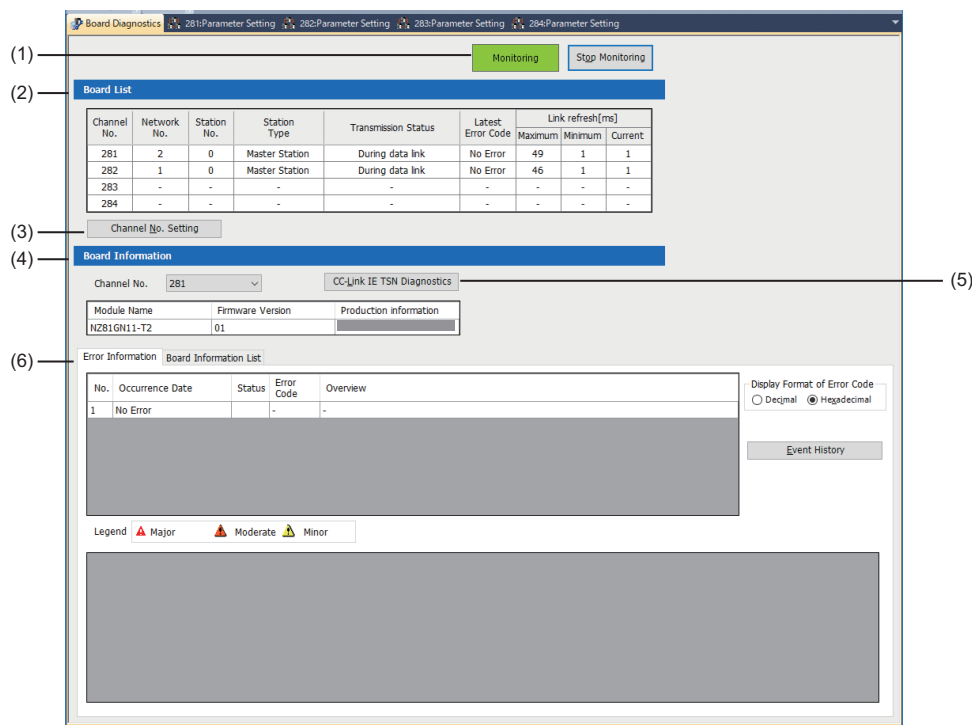 Board Diagnostics 281:Parameter Setting 282:Parameter Setting 283:Parameter Setting 284:Parameter Setting
(1) Monitoring Stop Monitoring
(2) Board List
Channel No. Network No. Station No. Station Type Transmission Status Latest Error Code Link refresh[ms] Maximum Minimum Current
281 2 0 Master Station During data link No Error 49 1 1
282 1 0 Master Station During data link No Error 46 1 1
283 - - - - - - - -
284 - - - - - - - -
(3) Channel No. Setting
(4) Board Information
Channel No. 281 CC-Link IE TSN Diagnostics (5)
Module Name Firmware Version Production information
NZ81GN11-T2 01
(6) Error Information Board Information List
No. Occurrence Date Status Error Code Overview
1 No Error - -
Display Format of Error Code
Decimal Hexadecimal
Event History
Legend Major Moderate Minor